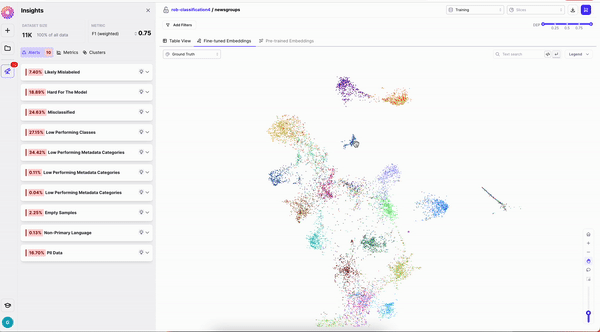 Insights
DATASET SIZE
METRIC
11K 100% of all data
F1 (weighted)
0.75
Alerts 10
Metrics
Clusters
7.40% Likely Mislabeled
18.89% Hard For The Model
24.63% Misclassified
27.15% Low Performing Classes
34.42% Low Performing Metadata Categories
0.11% Low Performing Metadata Categories
0.04% Low Performing Metadata Categories
2.25% Empty Samples
0.13% Non-Primary Language
16.70% PII Data
reb-classification4 / newsgroups
Training
Add Filters
0.25 0.5 0.75
Table View
Fine-tuned Embeddings
Pre-trained Embeddings
Ground Truth
Text search
Legend